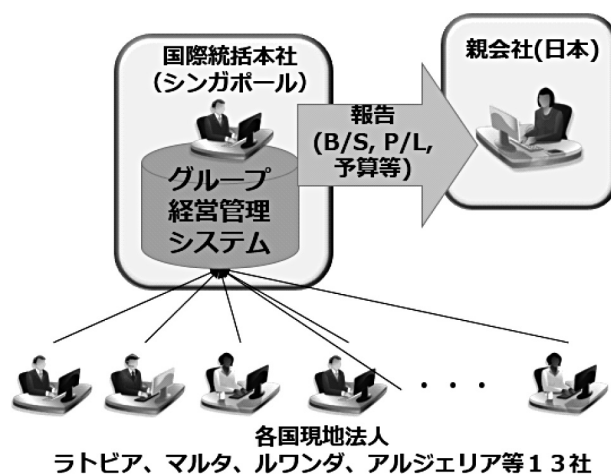 国際統括本社
(シンガポール)
親会社(日本)
報告
(B/S, P/L,
予算等)
グループ
経営管理
システム
・・・
各国現地法人
ラトビア、マルタ、ルワンダ、アルジェリア等13社